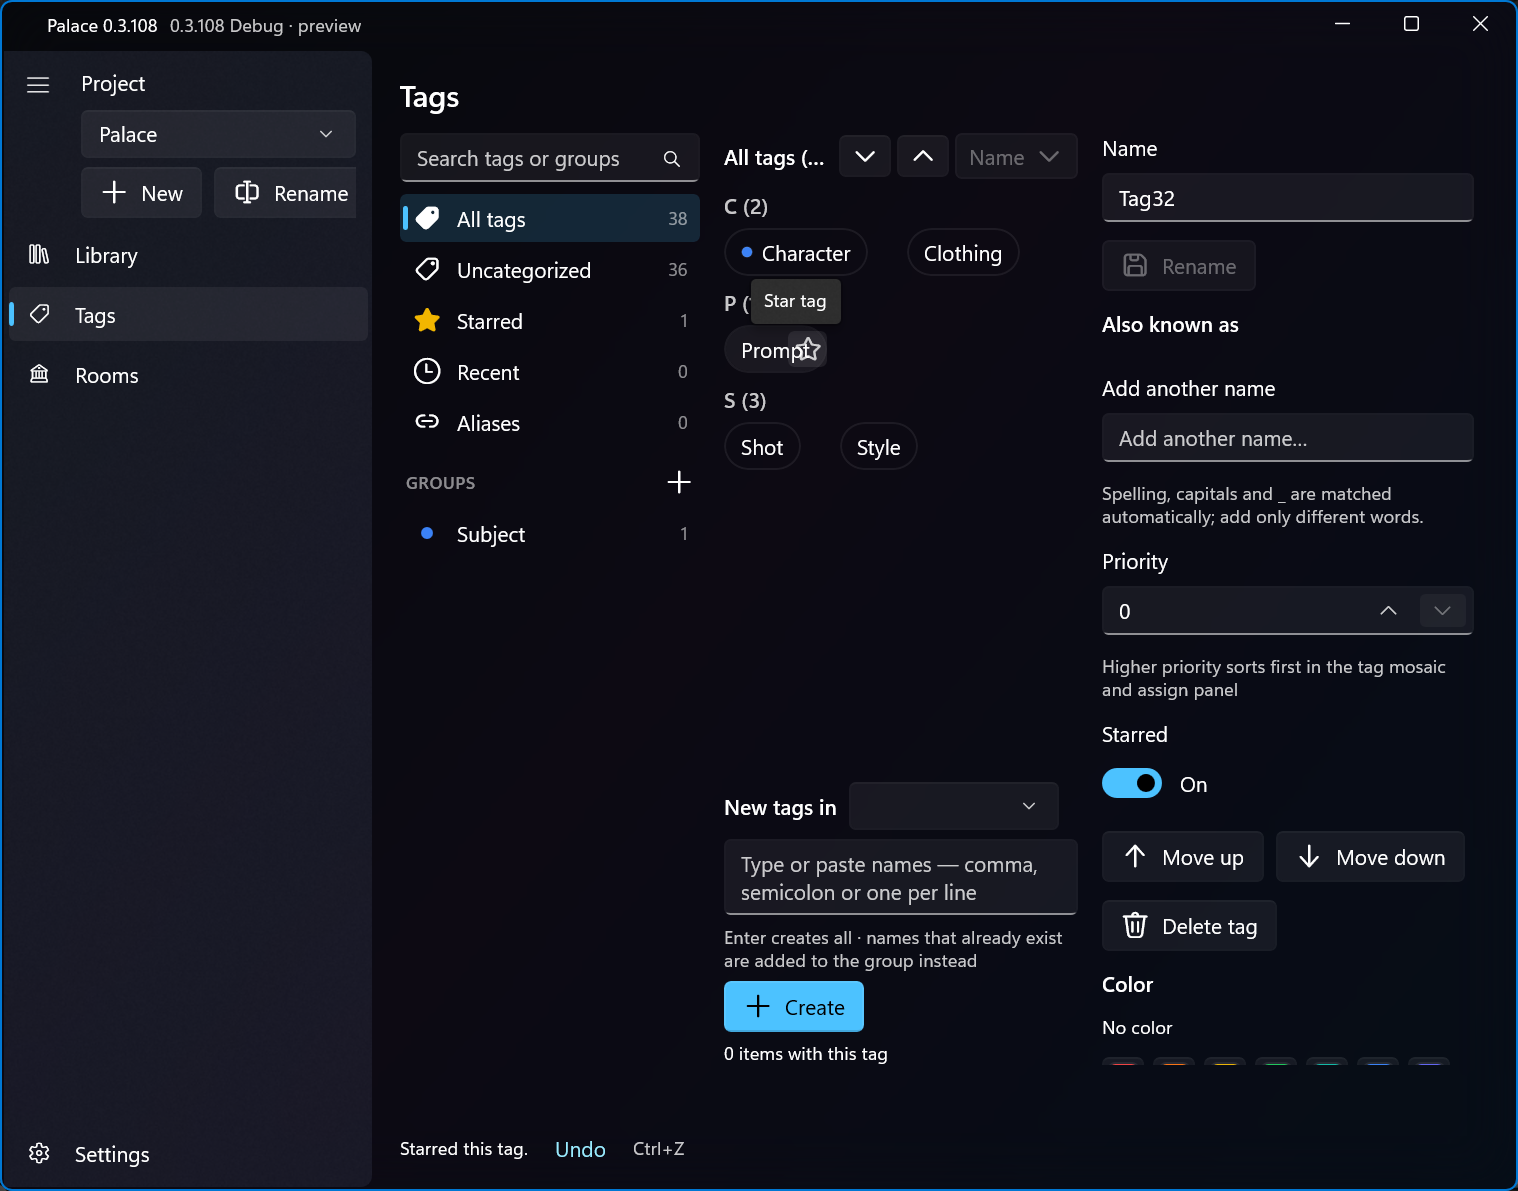 Palace 0.3.108 0.3.108 Debug · preview
Project
Palace
New
Rename
Library
Tags
Rooms
Settings
Tags
Search tags or groups
All tags 38
Uncategorized 36
Starred 1
Recent 0
Aliases 0
GROUPS
Subject 1
All tags (...
Name
C (2)
Character
Clothing
P (
Star tag
Prompt
S (3)
Shot
Style
New tags in
Type or paste names — comma,
semicolon or one per line
Enter creates all · names that already exist
are added to the group instead
Create
0 items with this tag
Name
Tag32
Rename
Also known as
Add another name
Add another name...
Spelling, capitals and _ are matched
automatically; add only different words.
Priority
0
Higher priority sorts first in the tag mosaic
and assign panel
Starred
On
Move up
Move down
Delete tag
Color
No color
Starred this tag. Undo Ctrl+Z